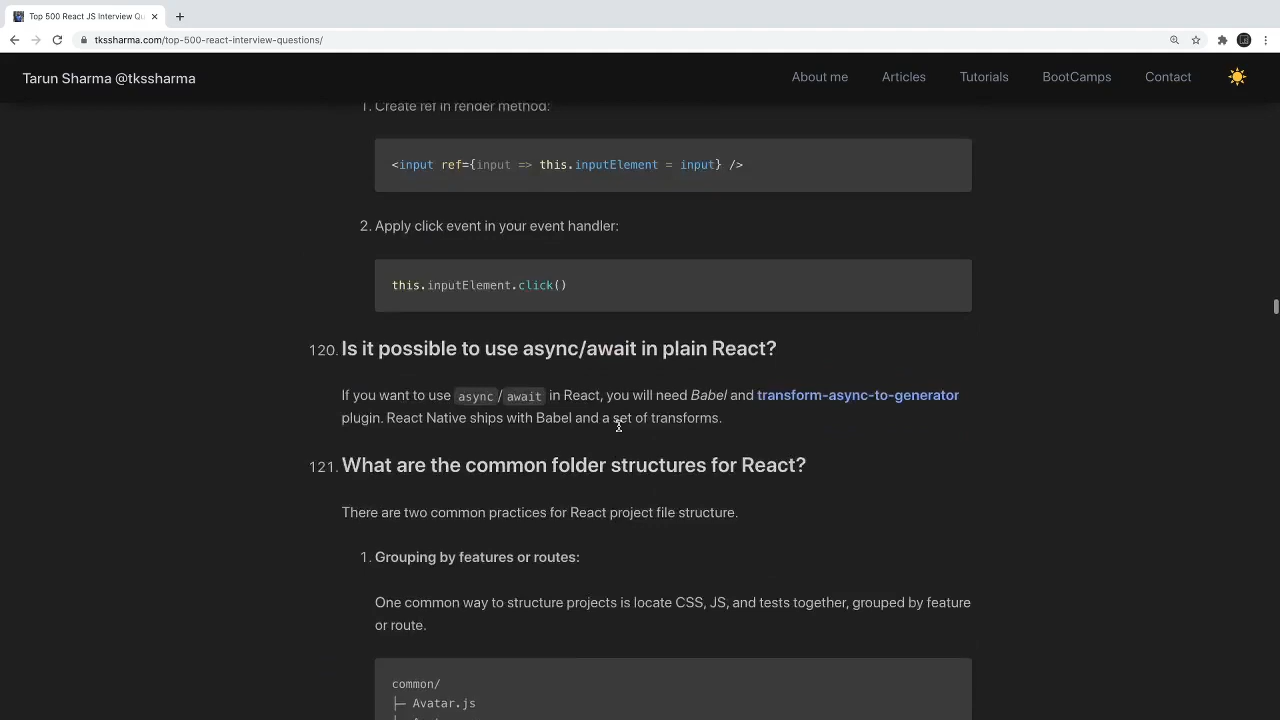 Top 500 React JS Interview Qu
tkssharma.com/top-500-react-interview-questions/
Tarun Sharma @tkssharma
About me
Articles
Tutorials
BootCamps
Contact
1. Create ref in render method:
<input ref={input => this.inputElement = input} />
2. Apply click event in your event handler:
this.inputElement.click()
120. Is it possible to use async/await in plain React?
If you want to use async/await in React, you will need Babel and transform-async-to-generator
plugin. React Native ships with Babel and a set of transforms.
121. What are the common folder structures for React?
There are two common practices for React project file structure.
1. Grouping by features or routes:
One common way to structure projects is locate CSS, JS, and tests together, grouped by feature
or route.
common/
├─ Avatar.js